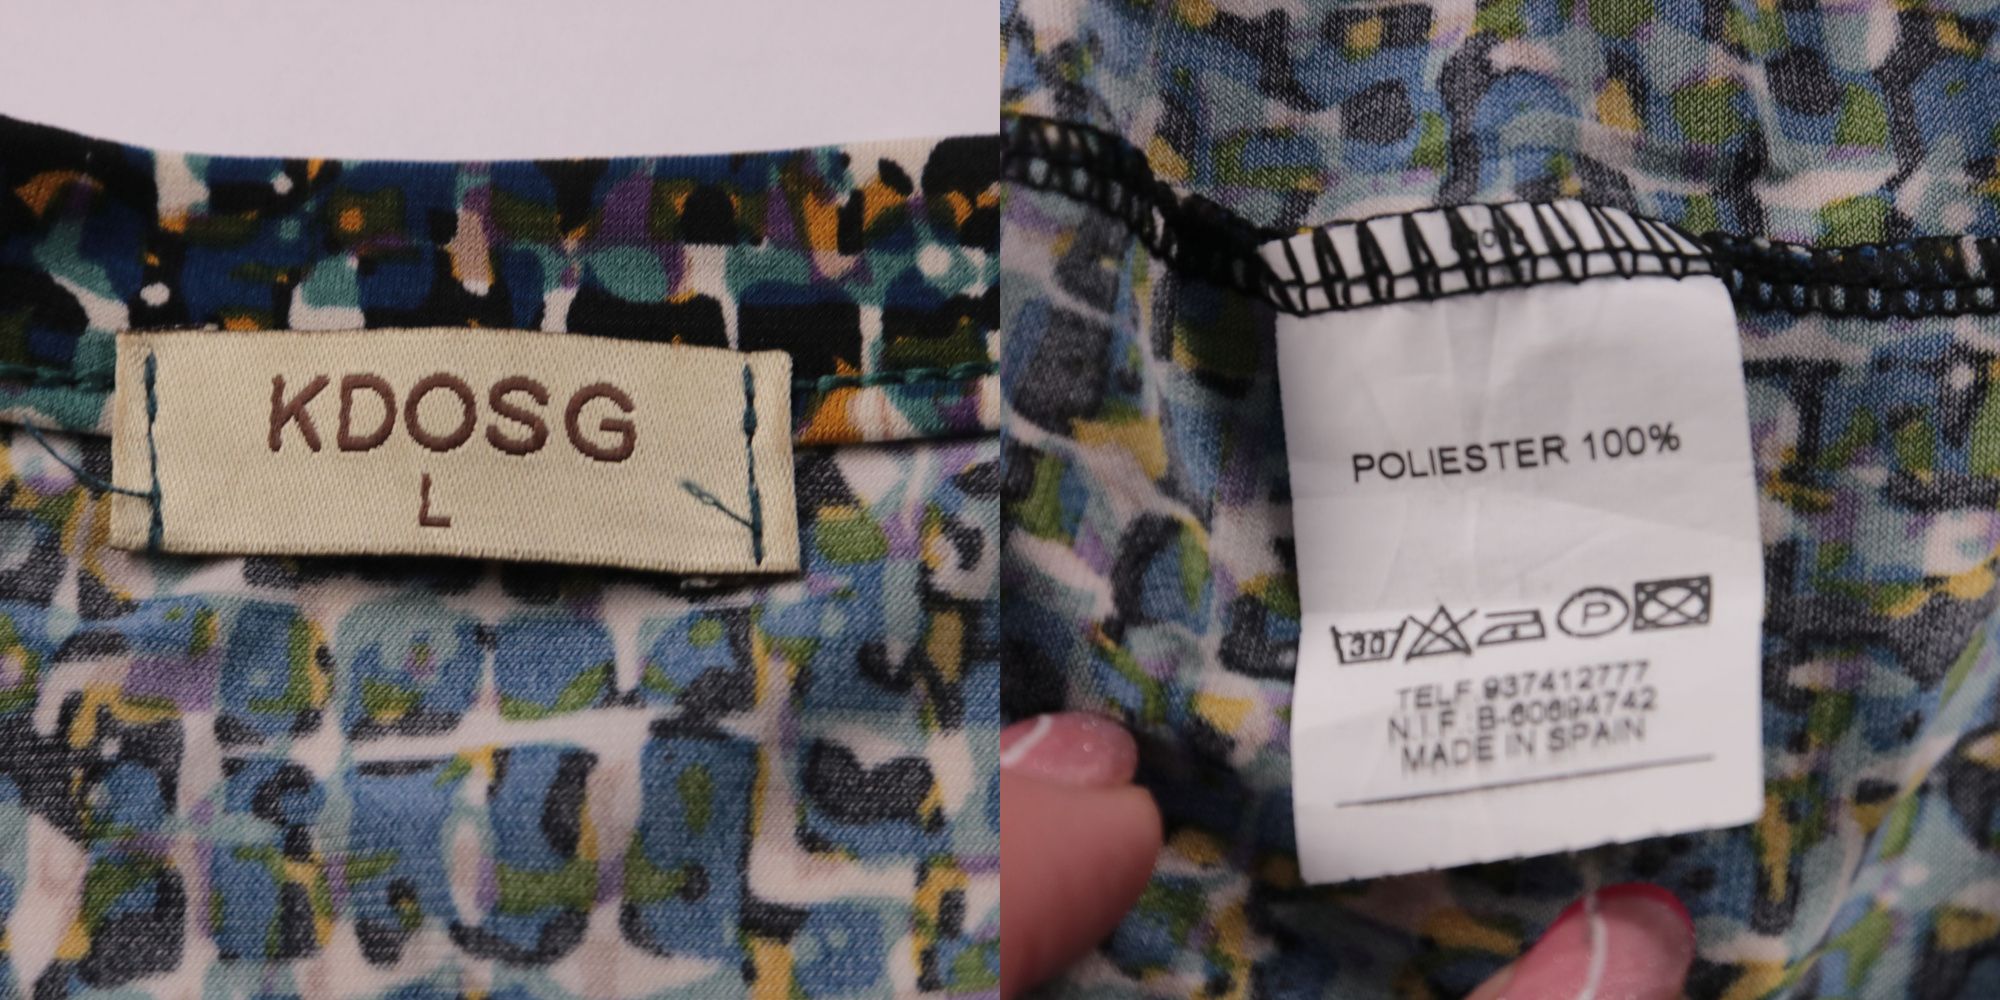 KDOSG
L
POLIESTER 100%
30 P
TELF.937412777
N.I.F.:B-60694742
MADE IN SPAIN